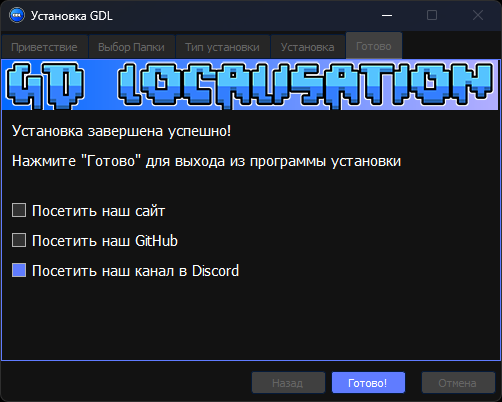 Установка GDL
Приветствие Выбор Папки Тип установки Установка Готово
GD LOCALISATION
Установка завершена успешно!
Нажмите "Готово" для выхода из программы установки
Посетить наш сайт
Посетить наш GitHub
Посетить наш канал в Discord
Назад Готово! Отмена